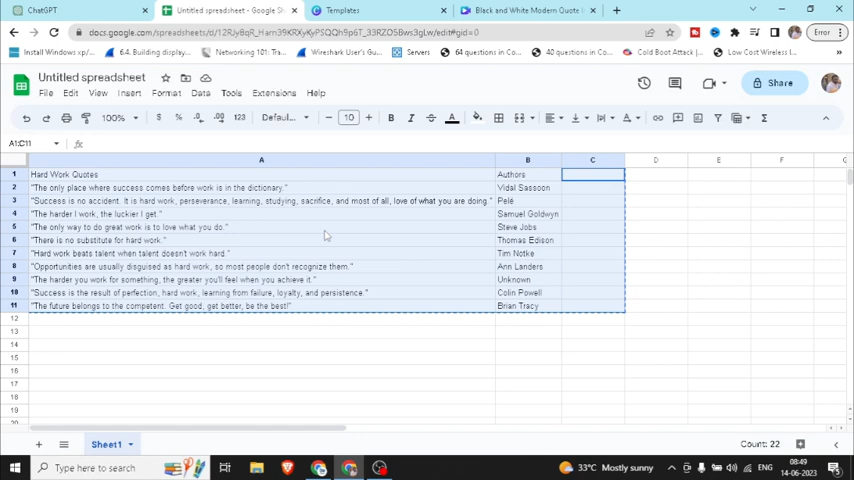 ChatGPT
Untitled spreadsheet - Google Sh
Templates
Black and White Modern Quote
Error
docs.google.com/spreadsheets/d/12RJy8qR_Harn39KRXyKyPSQQh9p6T_33RZO5Bws3gLw/edit#gid=0
Install Windows xp/...
6.4. Building display...
Networking 101: Tra...
Wireshark User's Gu...
Servers
64 questions in Co...
40 questions in Co...
Cold Boot Attack |...
Low Cost Wireless I...
Untitled spreadsheet
File Edit View Insert Format Data Tools Extensions Help
Share
100%
$ % .0 .00 123
Defaul...
10
B I A
A1:C11
fx
A B C D E F G
1 Hard Work Quotes Authors
2 "The only place where success comes before work is in the dictionary." Vidal Sassoon
3 "Success is no accident. It is hard work, perseverance, learning, studying, sacrifice, and most of all, love of what you are doing." Pelé
4 "The harder I work, the luckier I get." Samuel Goldwyn
5 "The only way to do great work is to love what you do." Steve Jobs
6 "There is no substitute for hard work." Thomas Edison
7 "Hard work beats talent when talent doesn't work hard." Tim Notke
8 "Opportunities are usually disguised as hard work, so most people don't recognize them." Ann Landers
9 "The harder you work for something, the greater you'll feel when you achieve it." Unknown
10 "Success is the result of perfection, hard work, learning from failure, loyalty, and persistence." Colin Powell
11 "The future belongs to the competent. Get good, get better, be the best!" Brian Tracy
12
13
14
15
16
17
18
19
20
Sheet1
Count: 22
Type here to search
33°C Mostly sunny
ENG
08:49
14-06-2023
5